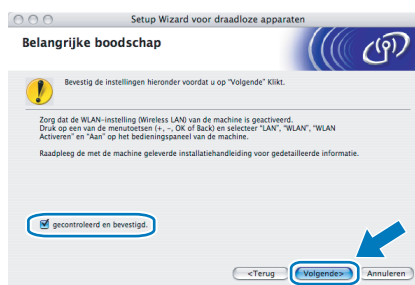 Setup Wizard voor draadloze apparaten
Belangrijke boodschap
Bevestig de instellingen hieronder voordat u op "Volgende" Klikt.
Zorg dat de WLAN-instelling (Wireless LAN) van de machine is geactiveerd.
Druk op een van de menutoetsen (+, -, OK of Back) en selecteer "LAN", "WLAN", "WLAN
Activeren" en "Aan" op het bedieningspaneel van de machine.
Raadpleeg de met de machine geleverde installatiehandleiding voor gedetailleerde informatie.
gecontroleerd en bevestigd.
<Terug Volgende> Annuleren